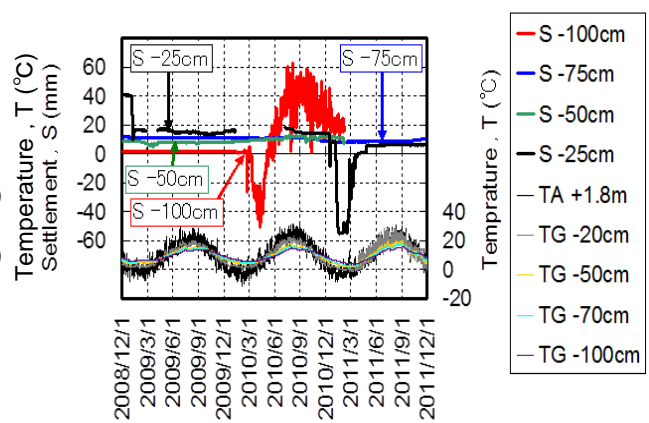 Temperature , T (℃)
Settlement , S (mm)
60
40
20
0
-20
-40
-60
S -25cm
S -75cm
S -50cm
S -100cm
40
20
0
-20
Temprature , T (℃)
2008/12/1
2009/3/1
2009/6/1
2009/9/1
2009/12/1
2010/3/1
2010/6/1
2010/9/1
2010/12/1
2011/3/1
2011/6/1
2011/9/1
2011/12/1
S -100cm
S -75cm
S -50cm
S -25cm
TA +1.8m
TG -20cm
TG -50cm
TG -70cm
TG -100cm